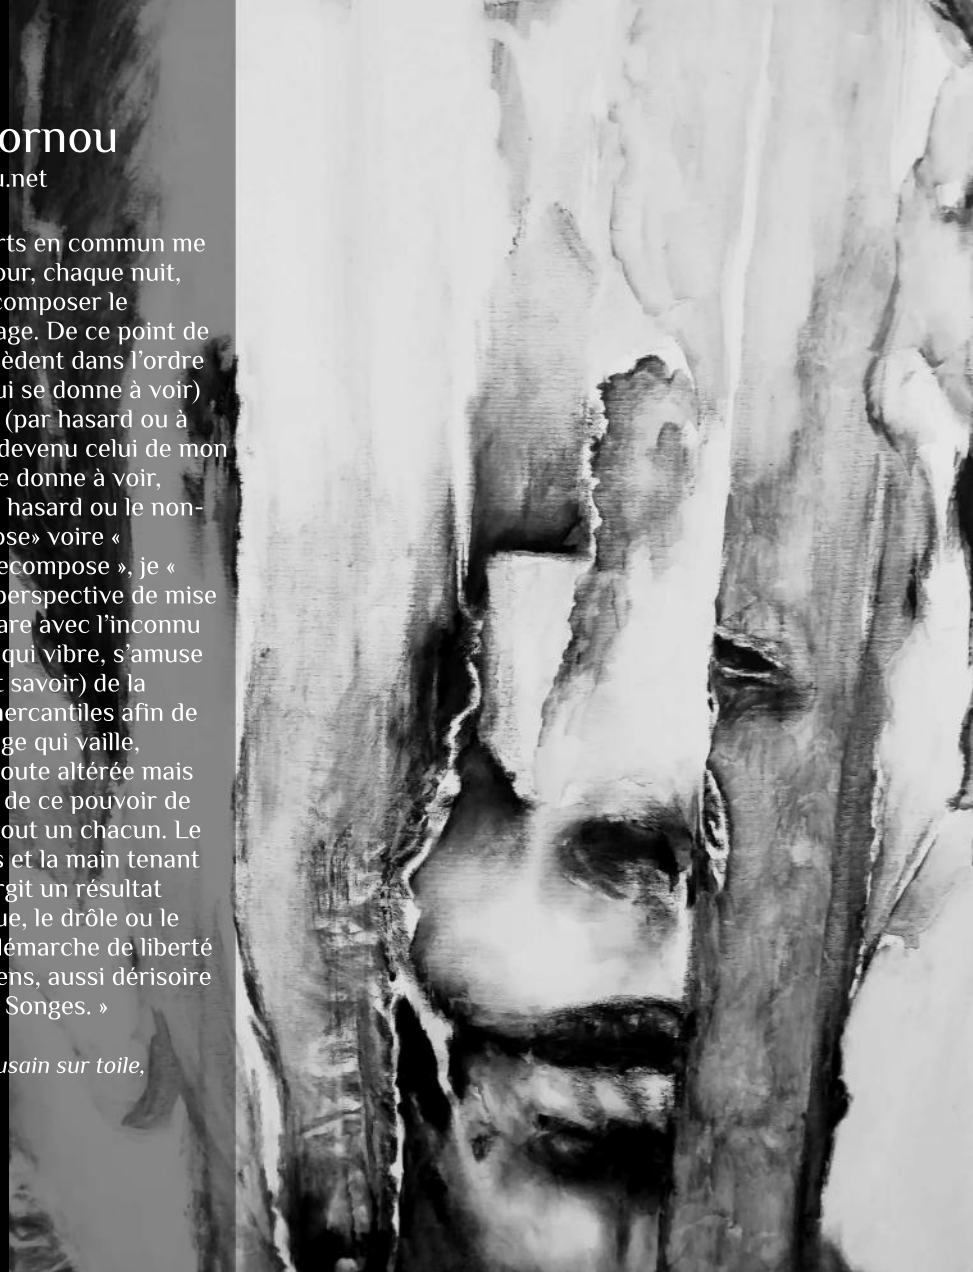 ornou
u.net
rts en commun me
our, chaque nuit,
composer le
age. De ce point de
èdent dans l’ordre
ui se donne à voir)
(par hasard ou à
devenu celui de mon
e donne à voir,
hasard ou le non-
ose» voire «
ecompose », je «
perspective de mise
are avec l’inconnu
qui vibre, s’amuse
t savoir) de la
nercantiles afin de
ge qui vaille,
oute altérée mais
de ce pouvoir de
out un chacun. Le
s et la main tenant
rgit un résultat
ue, le drôle ou le
démarche de liberté
ens, aussi dérisoire
Songes. »
usain sur toile,